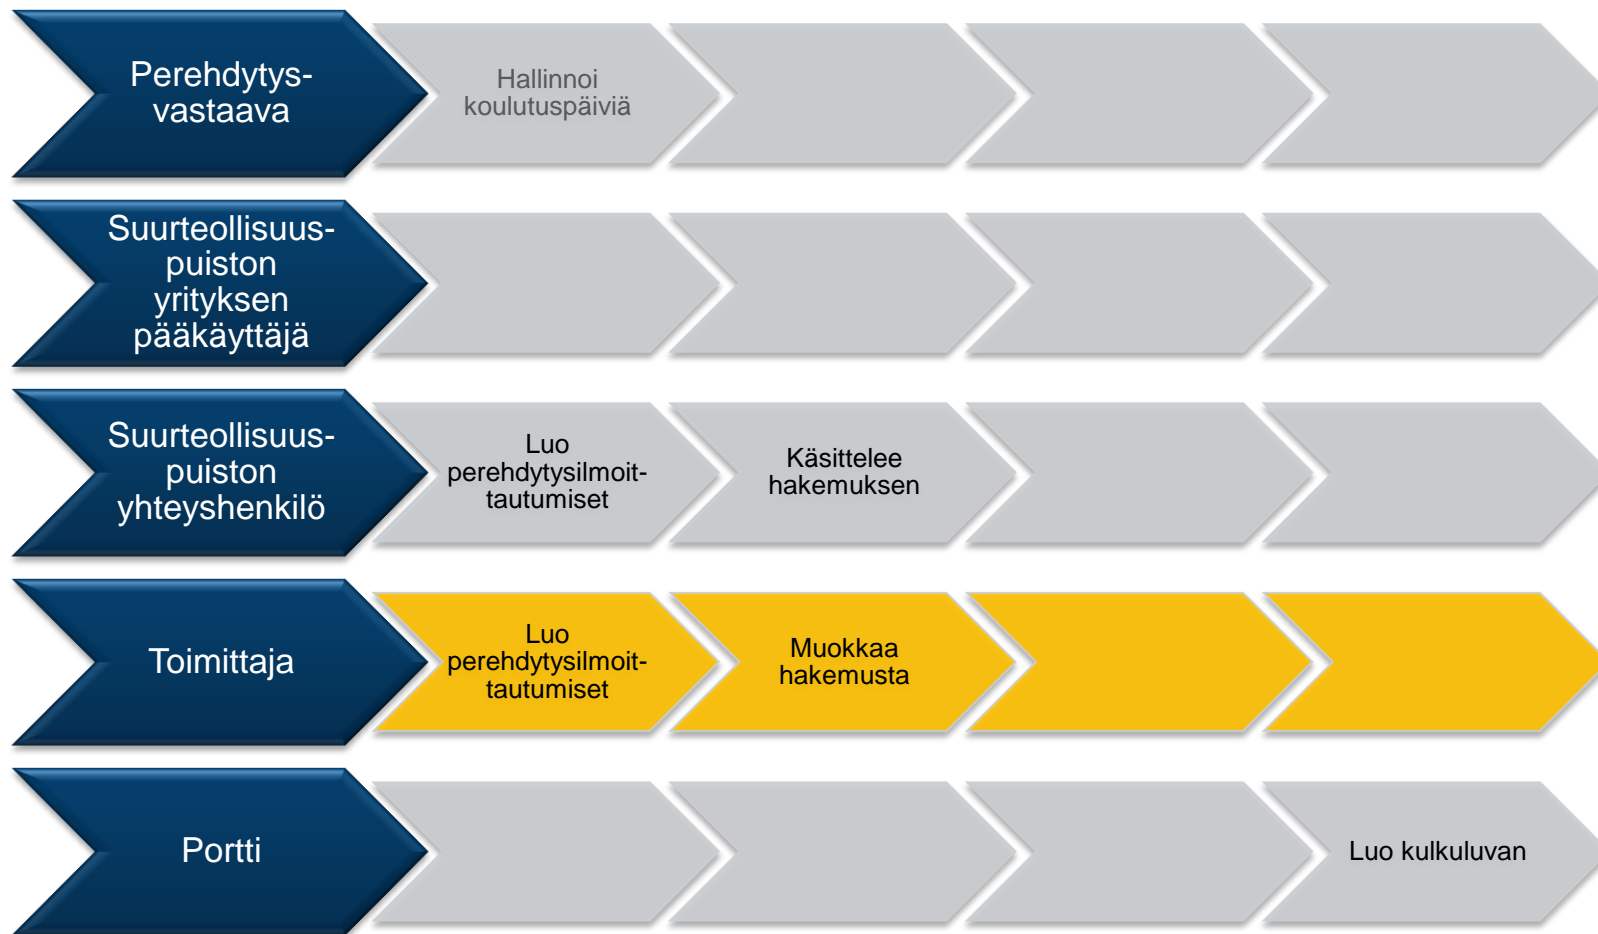 Perehdytys-
vastaava
Hallinnoi
koulutuspäiviä
Suurteollisuus-
puiston
yrityksen
pääkäyttäjä
Suurteollisuus-
puiston
yhteyshenkilö
Luo
perehdytysilmoit-
tautumiset
Käsittelee
hakemuksen
Toimittaja
Luo
perehdytysilmoit-
tautumiset
Muokkaa
hakemusta
Portti
Luo kulkuluvan